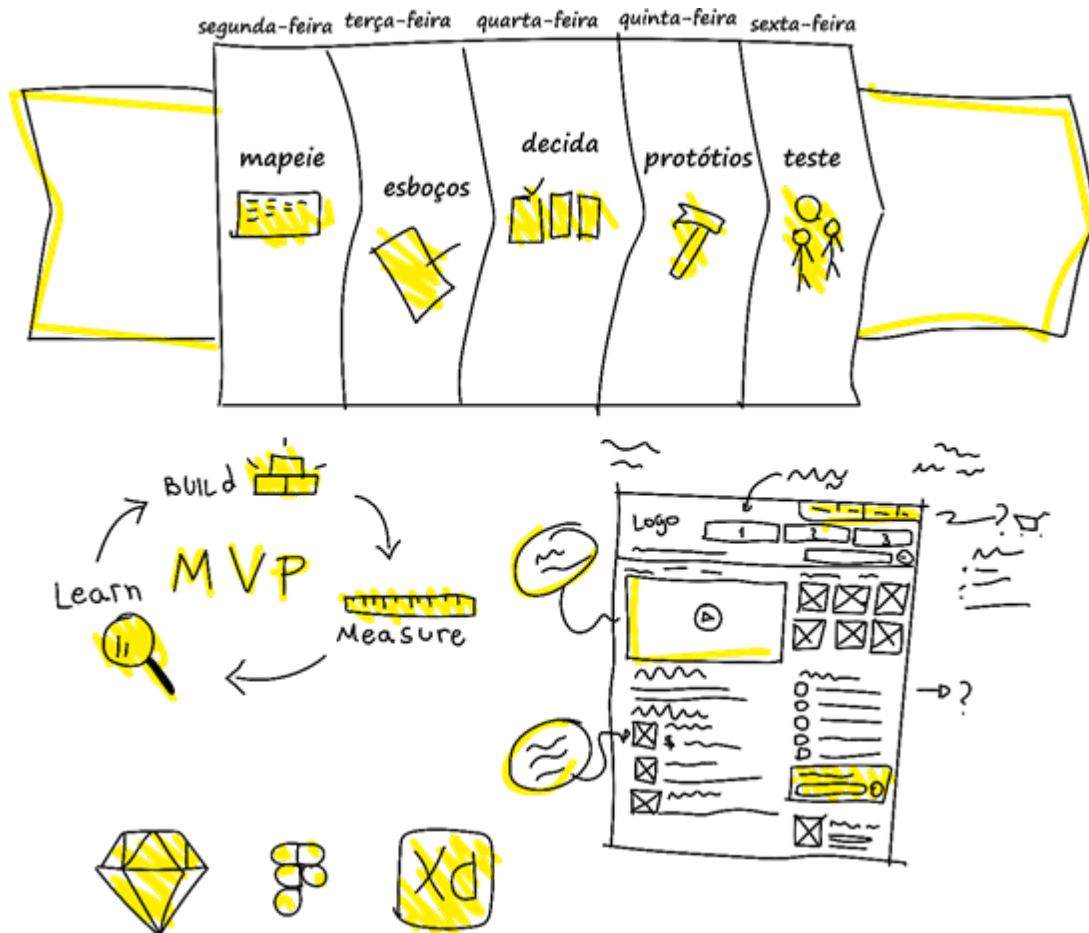 segunda-feira terça-feira quarta-feira quinta-feira sexta-feira
mapeie
esboços
decida
protótios
teste
BUILd
MVP
Learn
Measure
Logo
1 2 3
?
?
$
Xd